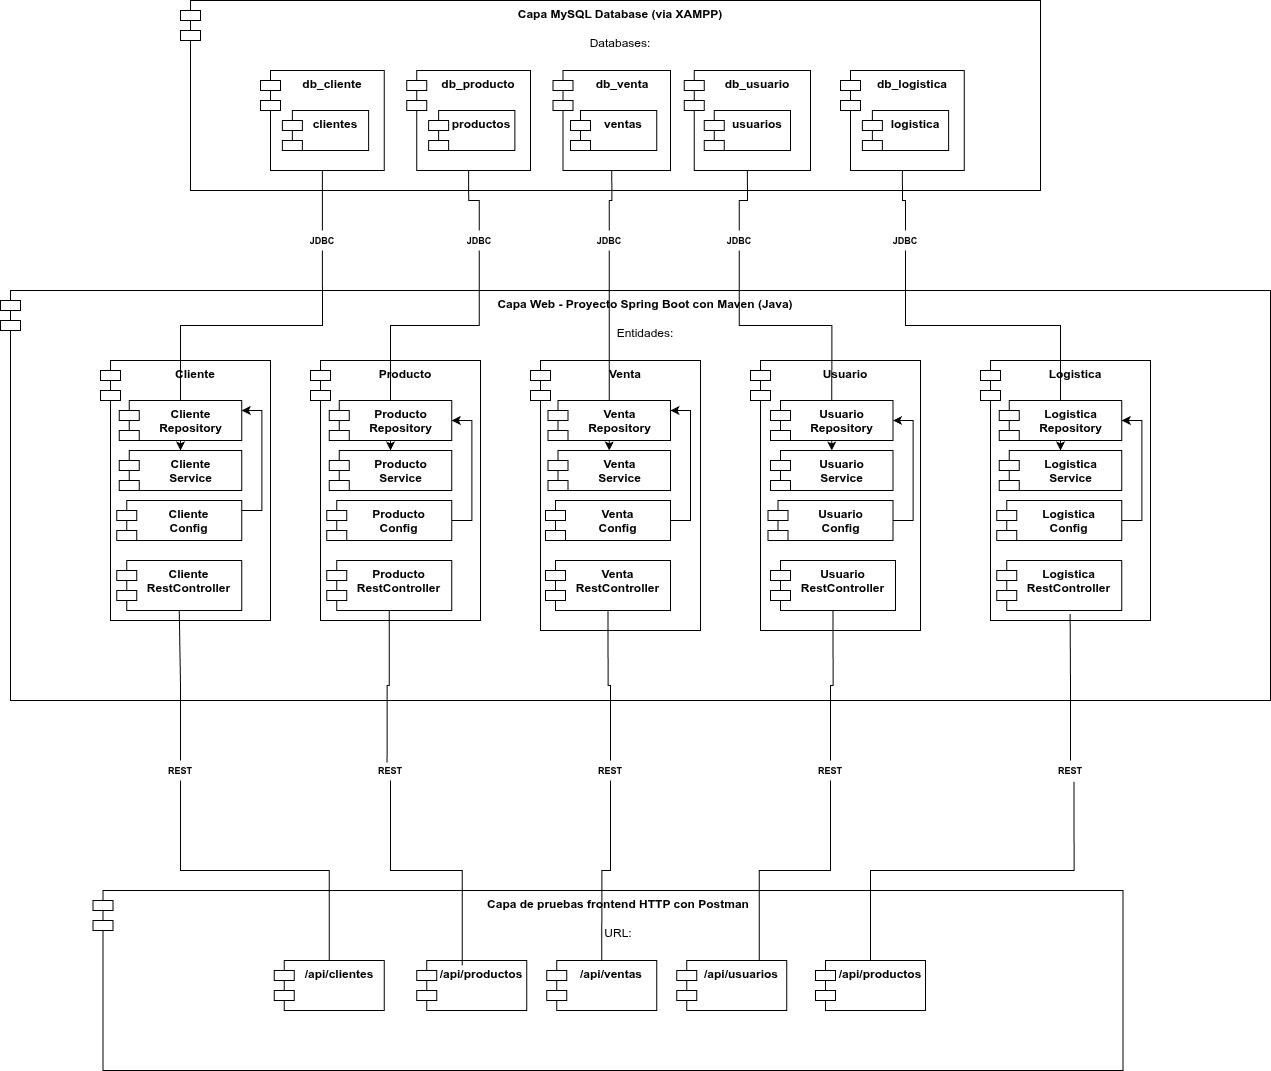 Capa MySQL Database (via XAMPP)
Databases:
db_cliente
db_producto
db_venta
db_usuario
db_logistica
clientes
productos
ventas
usuarios
logistica
JDBC
JDBC
JDBC
JDBC
JDBC
Capa Web - Proyecto Spring Boot con Maven (Java)
Entidades:
Cliente
Producto
Venta
Usuario
Logistica
Cliente
Repository
Producto
Repository
Venta
Repository
Usuario
Repository
Logistica
Repository
Cliente
Service
Producto
Service
Venta
Service
Usuario
Service
Logistica
Service
Cliente
Config
Producto
Config
Venta
Config
Usuario
Config
Logistica
Config
Cliente
RestController
Producto
RestController
Venta
RestController
Usuario
RestController
Logistica
RestController
REST
REST
REST
REST
REST
Capa de pruebas frontend HTTP con Postman
URL:
/api/clientes
/api/productos
/api/ventas
/api/usuarios
/api/productos